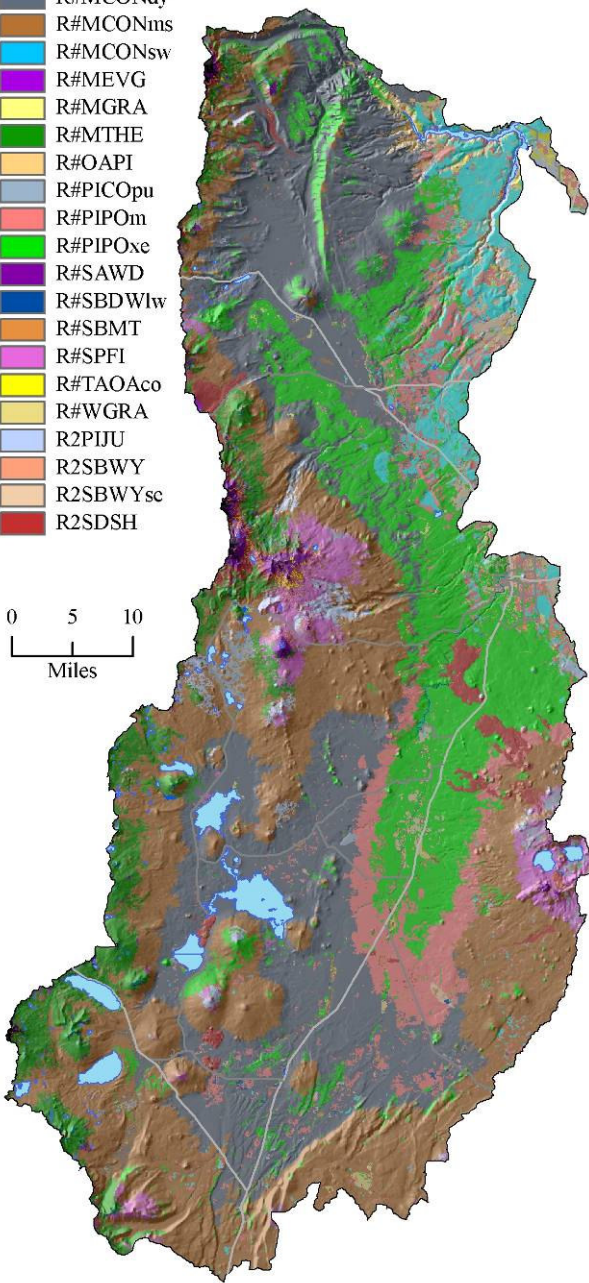 R#MCONdy
R#MCONms
R#MCONsw
R#MEVG
R#MGRA
R#MTHE
R#OAPI
R#PICOpu
R#PIPOm
R#PIPOxe
R#SAWD
R#SBDWlw
R#SBMT
R#SPFI
R#TAOAco
R#WGRA
R2PIJU
R2SBWY
R2SBWYsc
R2SDSH
0 5 10
Miles